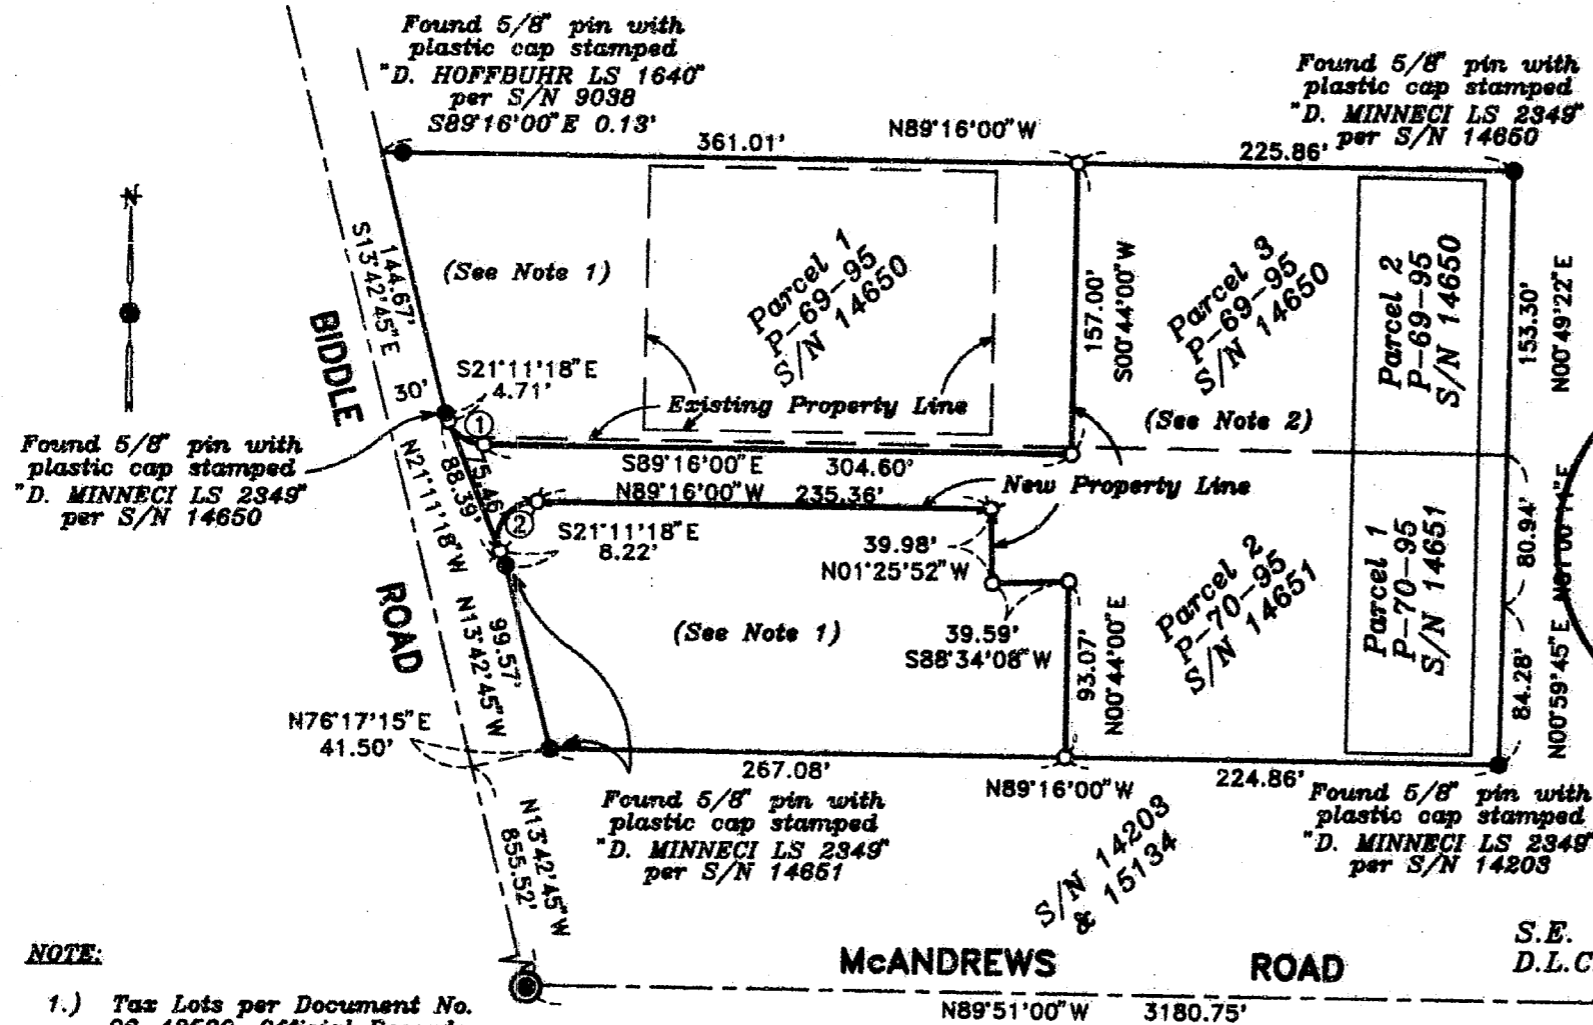 Found 5/8" pin with
plastic cap stamped
"D. HOFFBUHR LS 1640"
per S/N 9038
S89°16'00"E 0.13'
Found 5/8" pin with
plastic cap stamped
"D. MINNECI LS 2349"
per S/N 14650
361.01'
N89°16'00"W
225.86'
N
144.67'
S13°42'45"E
(See Note 1)
Parcel 1
P-69-95
S/N 14650
157.00'
S00°44'00"W
Parcel 3
P-69-95
S/N 14650
Parcel 2
P-69-95
S/N 14650
153.30'
N00°49'22"E
BIDDLE
30'
S21°11'18"E
4.71'
1
Existing Property Line
(See Note 2)
Found 5/8" pin with
plastic cap stamped
"D. MINNECI LS 2349"
per S/N 14650
S89°16'00"E 304.60'
75.46'
88.39'
N21°11'18"W
N89°16'00"W 235.36'
New Property Line
2
S21°11'18"E
8.22'
39.98'
N01°25'52"W
Parcel 2
P-70-95
S/N 14651
Parcel 1
P-70-95
S/N 14651
80.94'
ROAD
99.57'
N13°42'45"W
(See Note 1)
39.59'
S88°34'08"W
93.07'
N00°44'00"E
84.28'
N00°59'45"E
N76°17'15"E
41.50'
267.08'
N89°16'00"W
224.86'
Found 5/8" pin with
plastic cap stamped
"D. MINNECI LS 2349"
per S/N 14651
Found 5/8" pin with
plastic cap stamped
"D. MINNECI LS 2349"
per S/N 14203
N13°42'45"W
855.52'
S/N 14203
& 15134
S.E.
D.L.C
McANDREWS ROAD
N89°51'00"W 3180.75'
NOTE:
1.) Tax Lots per Document No.